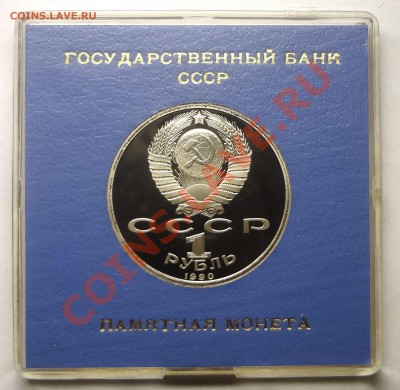 COINS.LAVE.RU
ГОСУДАРСТВЕННЫЙ БАНК
СССР
СССР
1
РУБЛЬ
1990
ПАМЯТНАЯ МОНЕТА
COINS.LAVE.RU